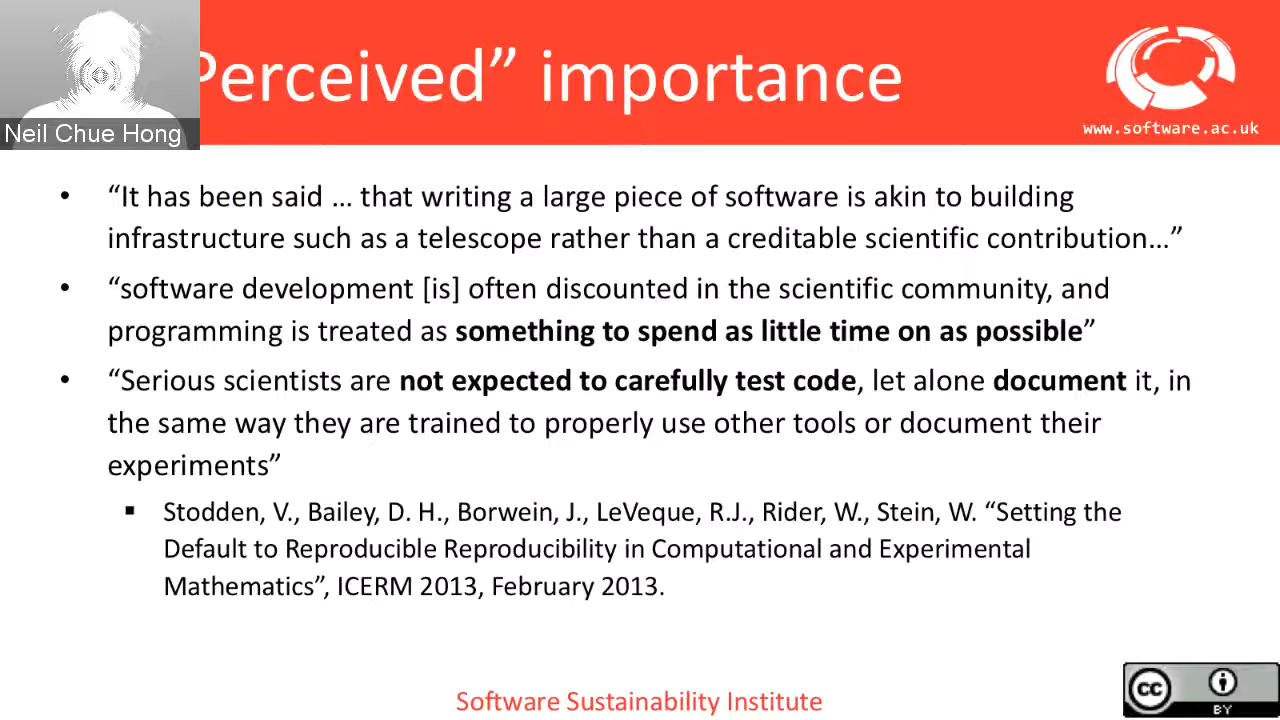 Perceived” importance
www.software.ac.uk
Neil Chue Hong
• “It has been said … that writing a large piece of software is akin to building
infrastructure such as a telescope rather than a creditable scientific contribution…”
• “software development [is] often discounted in the scientific community, and
programming is treated as something to spend as little time on as possible”
• “Serious scientists are not expected to carefully test code, let alone document it, in
the same way they are trained to properly use other tools or document their
experiments”
▪ Stodden, V., Bailey, D. H., Borwein, J., LeVeque, R.J., Rider, W., Stein, W. “Setting the
Default to Reproducible Reproducibility in Computational and Experimental
Mathematics”, ICERM 2013, February 2013.
Software Sustainability Institute
cc
BY